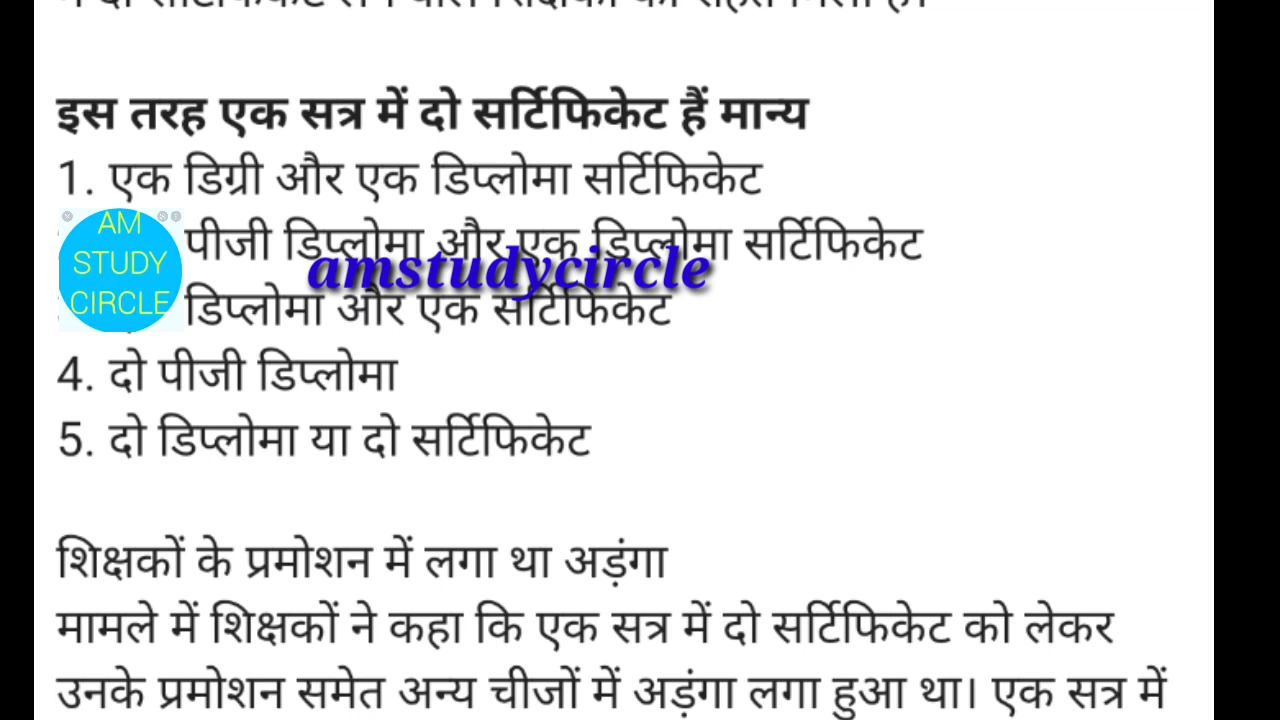 इस तरह एक सत्र में दो सर्टिफिकेट हैं मान्य
1. एक डिग्री और एक डिप्लोमा सर्टिफिकेट
पीजी डिप्लोमा और एक डिप्लोमा सर्टिफिकेट
AM
STUDY
CIRCLE
amstudycircle
डिप्लोमा और एक सर्टिफिकेट
4. दो पीजी डिप्लोमा
5. दो डिप्लोमा या दो सर्टिफिकेट
शिक्षकों के प्रमोशन में लगा था अड़ंगा
मामले में शिक्षकों ने कहा कि एक सत्र में दो सर्टिफिकेट को लेकर
उनके प्रमोशन समेत अन्य चीजों में अड़ंगा लगा हुआ था। एक सत्र में